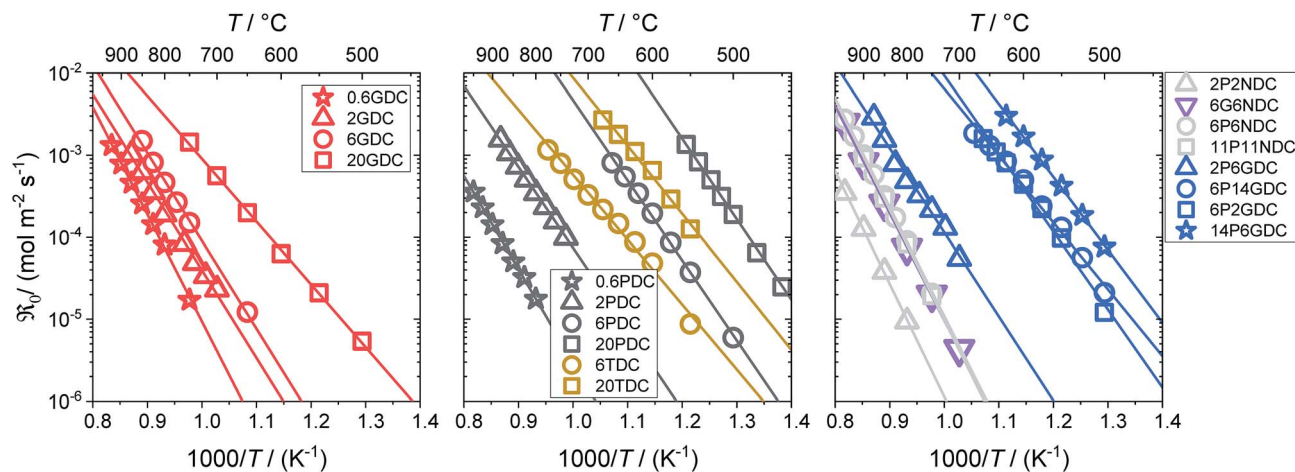 T / °C
T / °C
T / °C
900 800 700 600 500
900 800 700 600 500
900 800 700 600 500
10⁻²
10⁻³
10⁻⁴
10⁻⁵
10⁻⁶
ℜ₀/ (mol m⁻² s⁻¹)
0.6GDC
2GDC
6GDC
20GDC
0.6PDC
2PDC
6PDC
20PDC
6TDC
20TDC
2P2NDC
6G6NDC
6P6NDC
11P11NDC
2P6GDC
6P14GDC
6P2GDC
14P6GDC
0.8 0.9 1.0 1.1 1.2 1.3 1.4
0.8 0.9 1.0 1.1 1.2 1.3 1.4
0.8 0.9 1.0 1.1 1.2 1.3 1.4
1000/T / (K⁻¹)
1000/T / (K⁻¹)
1000/T / (K⁻¹)